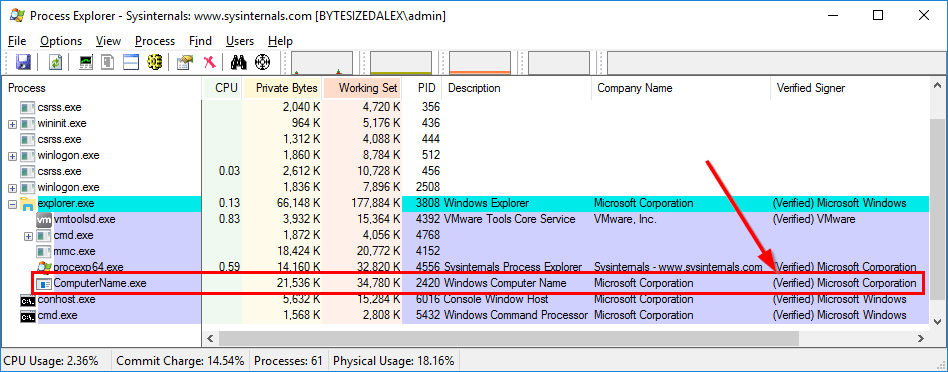 Process Explorer - Sysinternals: www.sysinternals.com [BYTESIZEDALEX\admin]
File Options View Process Find Users Help
Process CPU Private Bytes Working Set PID Description Company Name Verified Signer
csrss.exe 2,040 K 4,720 K 356
wininit.exe 964 K 5,176 K 436
csrss.exe 1,312 K 4,088 K 444
winlogon.exe 1,860 K 8,784 K 512
csrss.exe 0.03 2,612 K 10,728 K 456
winlogon.exe 1,836 K 7,896 K 2508
explorer.exe 0.13 66,148 K 177,884 K 3808 Windows Explorer Microsoft Corporation (Verified) Microsoft Windows
vm vmtoolsd.exe 0.83 3,932 K 15,364 K 4392 VMware Tools Core Service VMware, Inc. (Verified) VMware
cmd.exe 1,872 K 4,056 K 4768
mmc.exe 18,424 K 20,772 K 4152
procexp64.exe 0.59 14,160 K 32,820 K 4556 Sysinternals Process Explorer Sysinternals - www.sysinternals.com (Verified) Microsoft Corporation
ComputerName.exe 21,536 K 34,780 K 2420 Windows Computer Name Microsoft Corporation (Verified) Microsoft Corporation
conhost.exe 5,632 K 15,284 K 6016 Console Window Host Microsoft Corporation (Verified) Microsoft Windows
cmd.exe 1,568 K 2,808 K 5432 Windows Command Processor Microsoft Corporation (Verified) Microsoft Windows
CPU Usage: 2.36% Commit Charge: 14.54% Processes: 61 Physical Usage: 18.16%